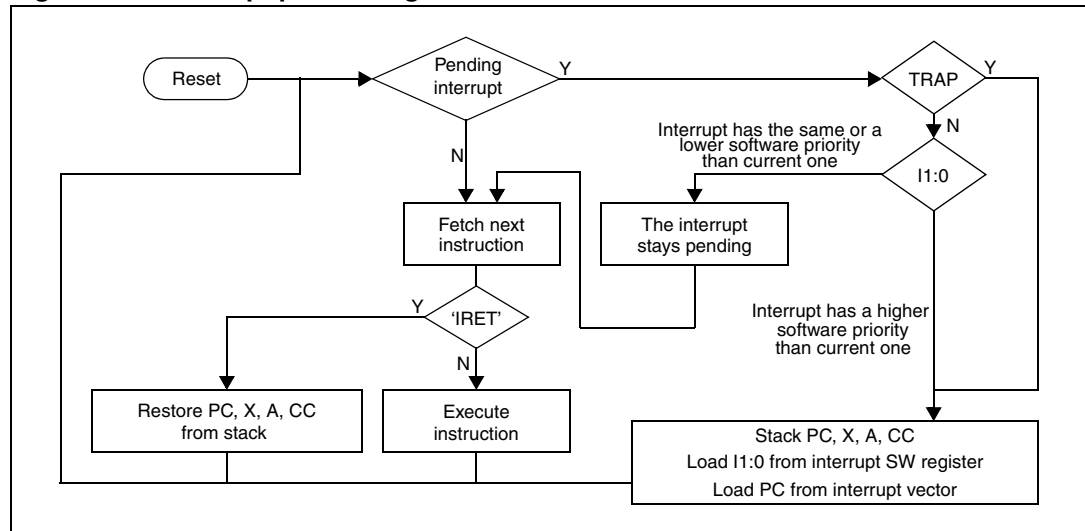 Reset
Pending
interrupt
Y
TRAP
Y
N
Interrupt has the same or a
lower software priority
than current one
I1:0
N
Fetch next
instruction
The interrupt
stays pending
Y
'IRET'
N
Interrupt has a higher
software priority
than current one
Restore PC, X, A, CC
from stack
Execute
instruction
Stack PC, X, A, CC
Load I1:0 from interrupt SW register
Load PC from interrupt vector